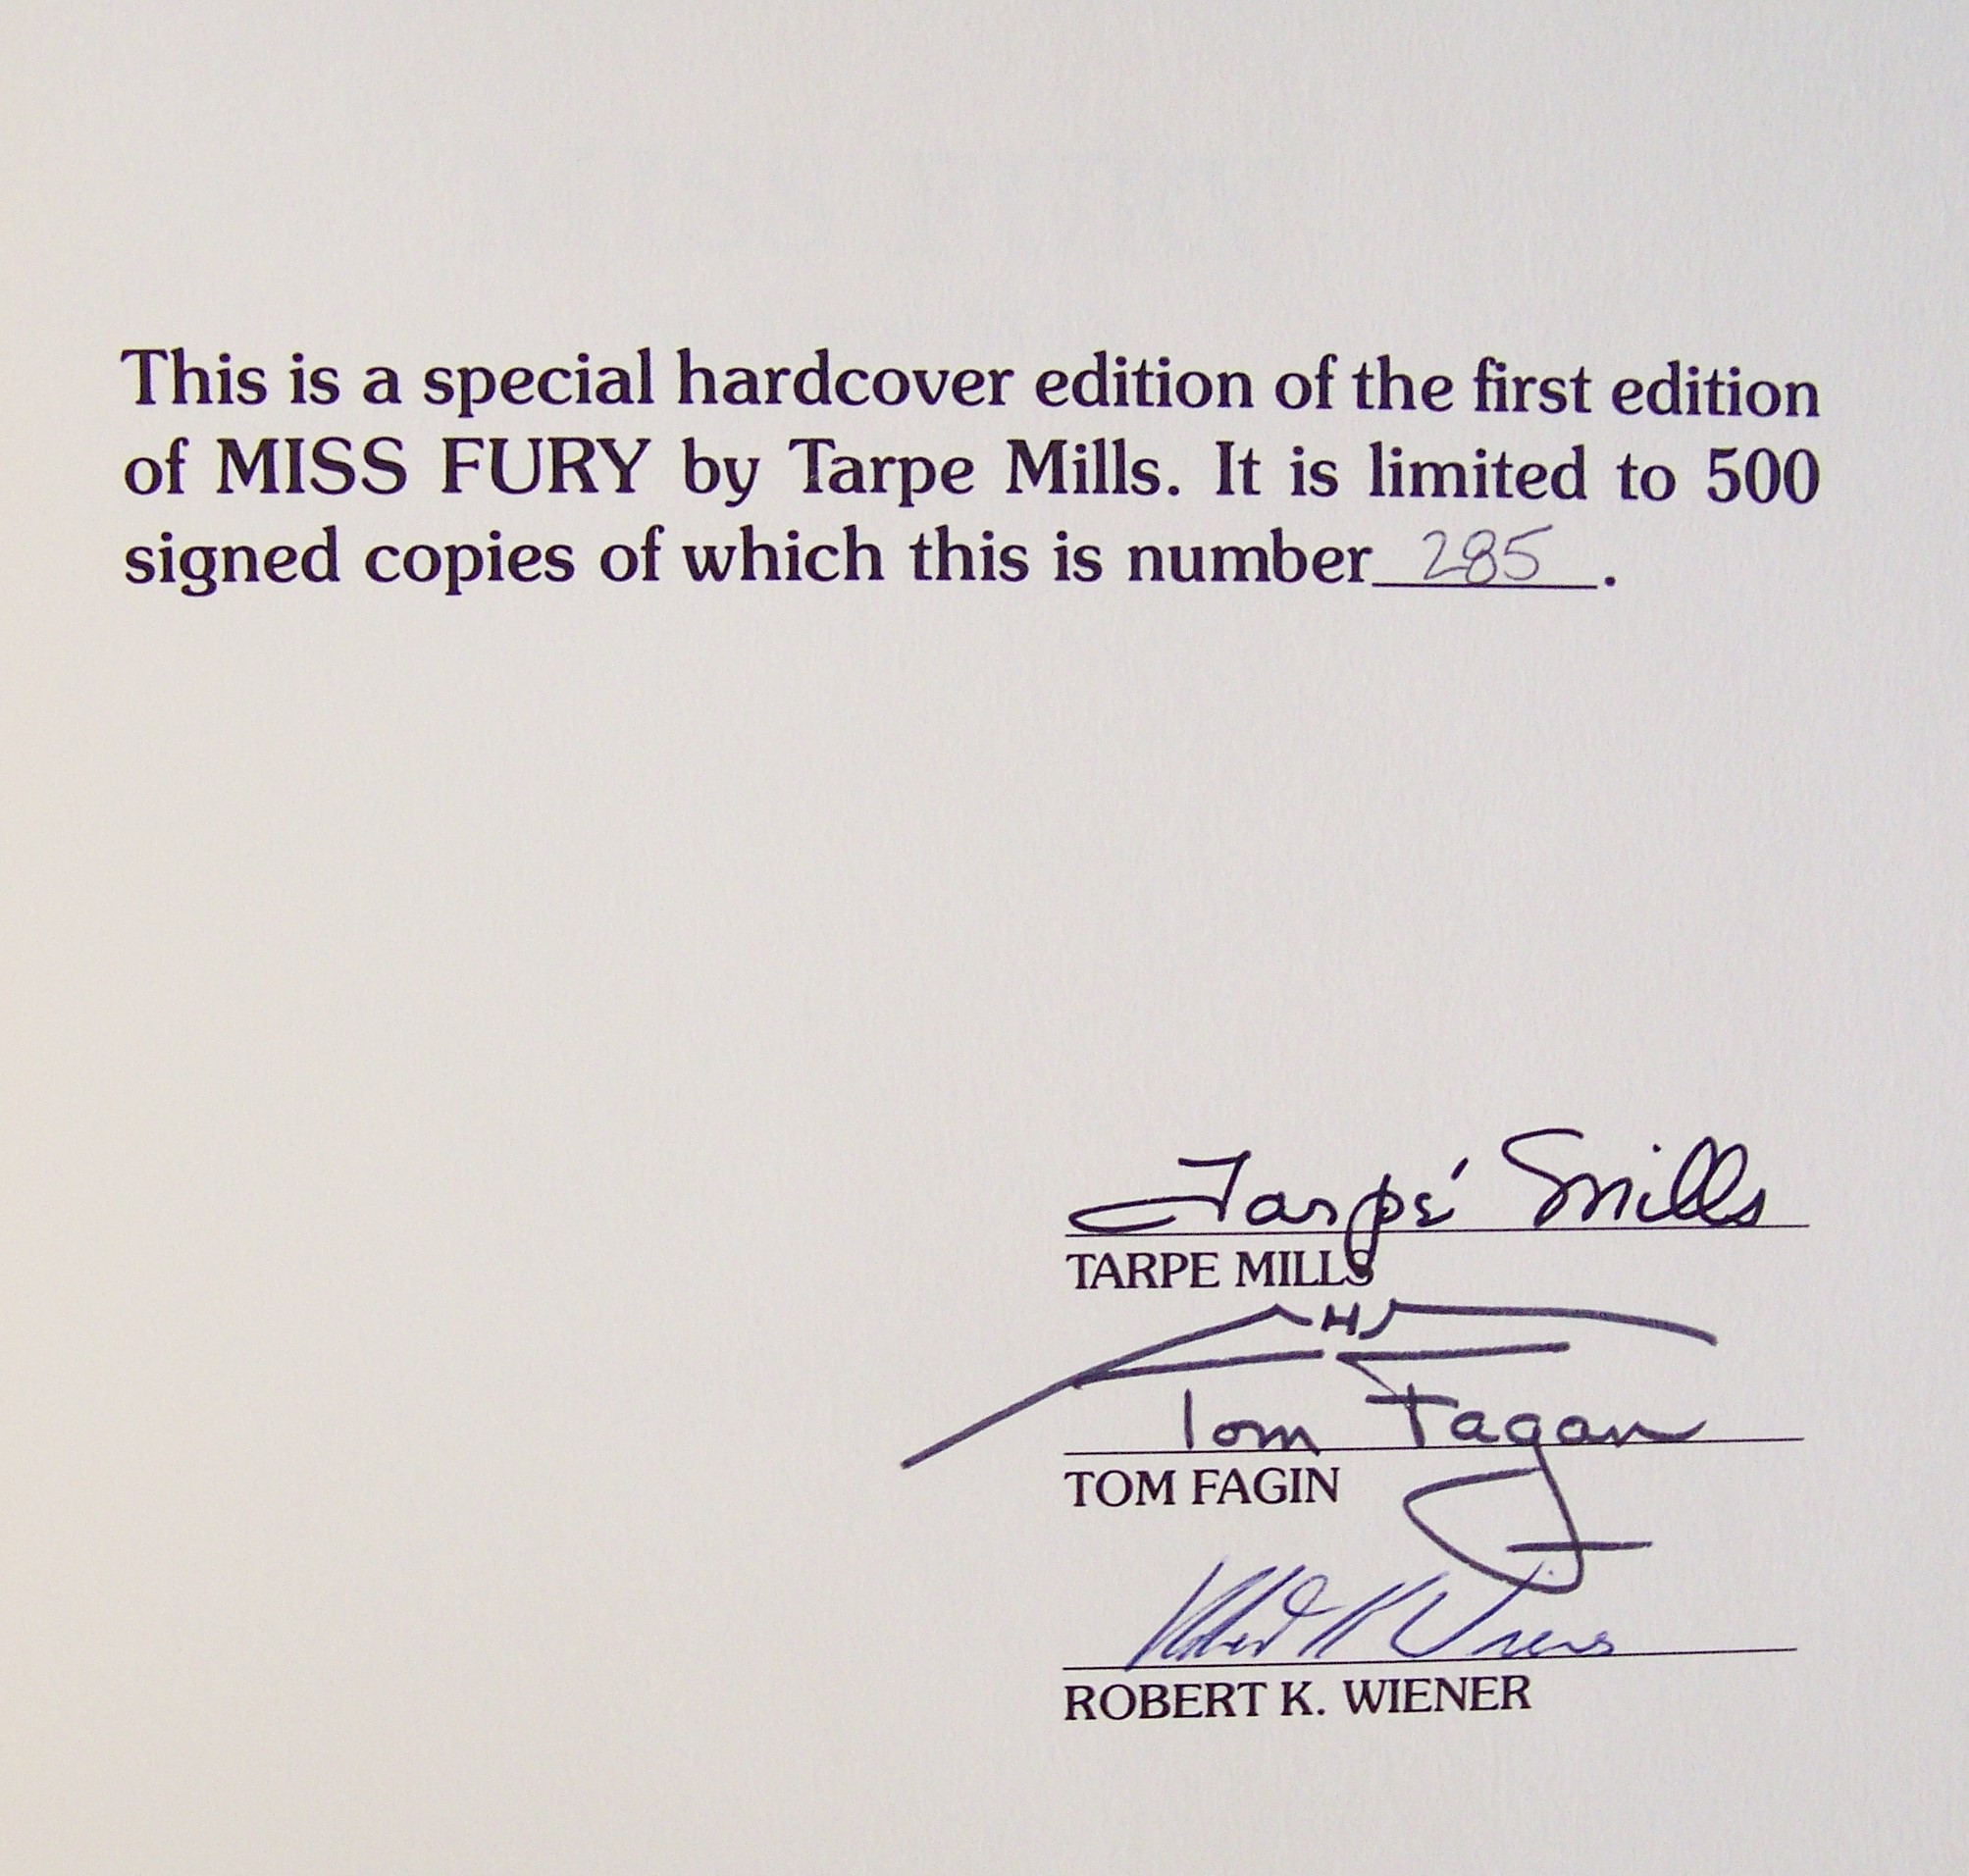 This is a special hardcover edition of the first edition
of MISS FURY by Tarpe Mills. It is limited to 500
signed copies of which this is number 285.
Tarpé Mills
TARPE MILLS
Tom Fagan
TOM FAGIN
Robert K Wiener
ROBERT K. WIENER